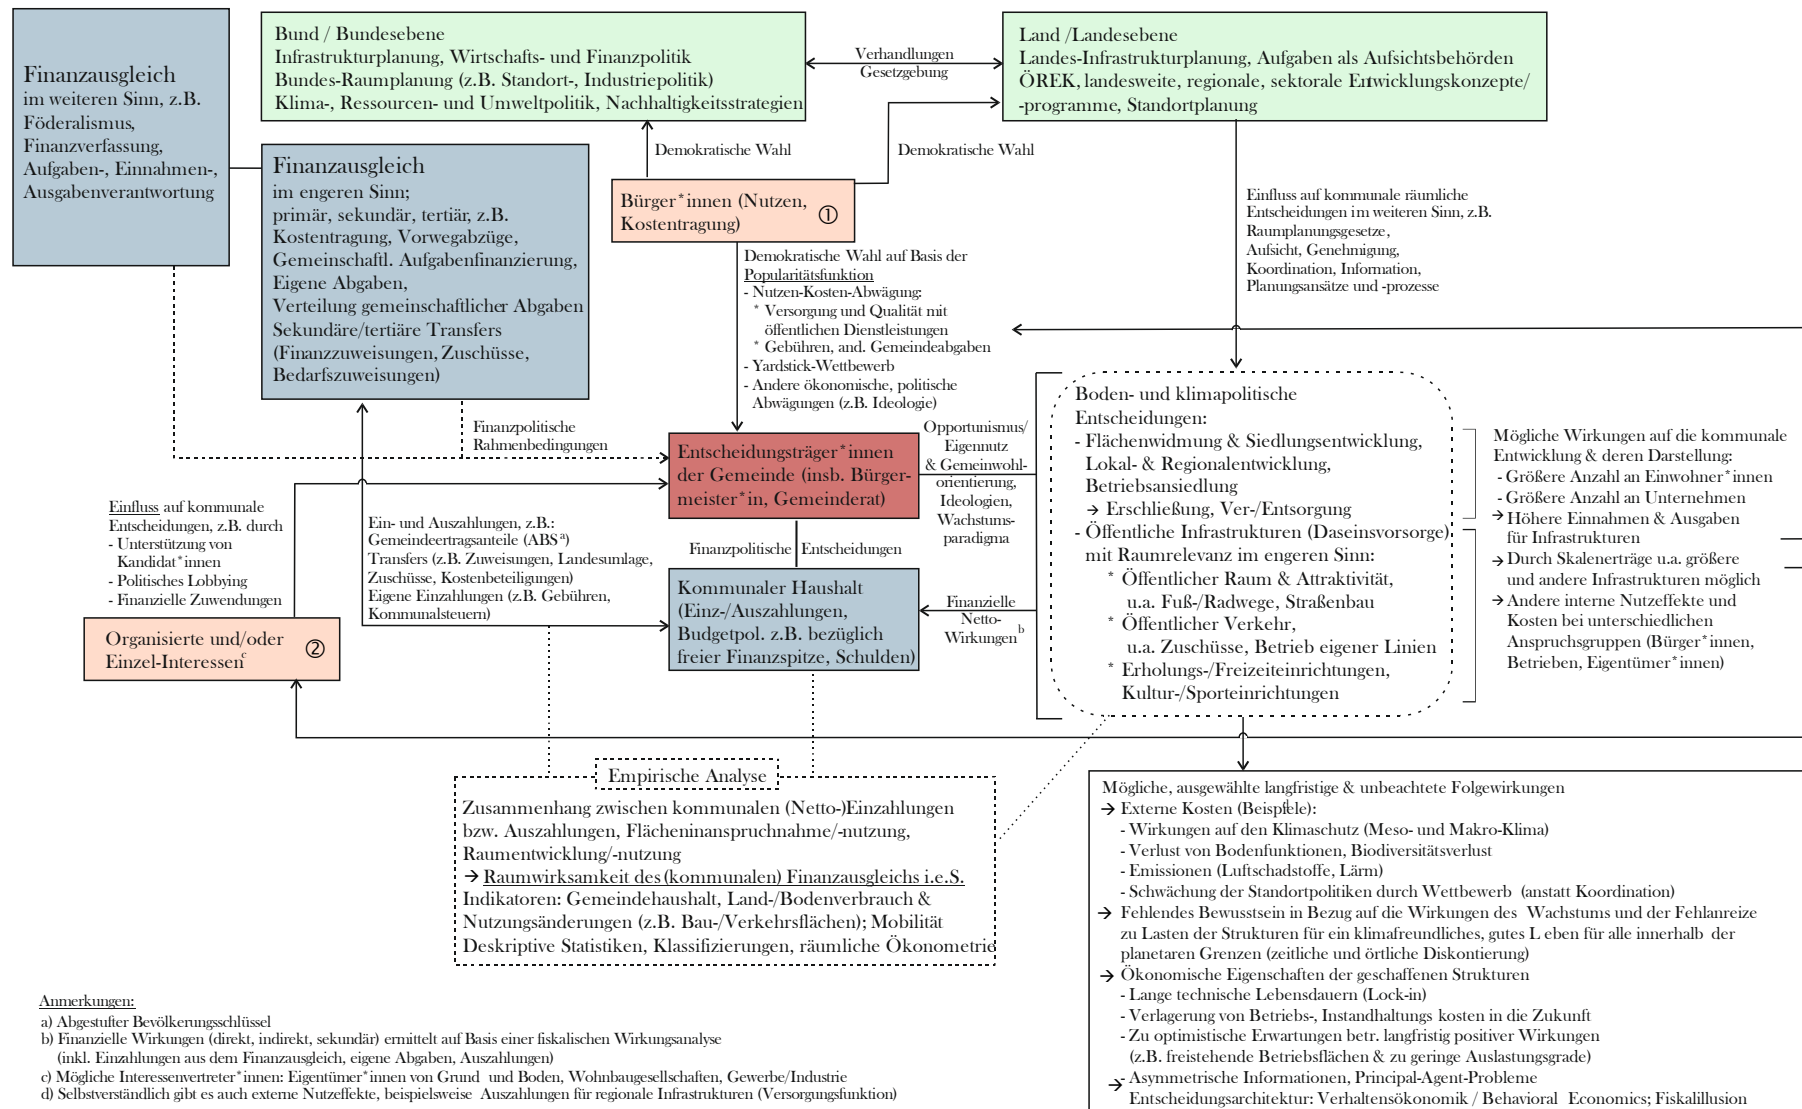 Finanzausgleich
im weiteren Sinn, z.B.
Föderalismus,
Finanzverfassung,
Aufgaben-, Einnahmen-,
Ausgabenverantwortung
Bund / Bundesebene
Infrastrukturplanung, Wirtschafts- und Finanzpolitik
Bundes-Raumplanung (z.B. Standort-, Industriepolitik)
Klima-, Ressourcen- und Umweltpolitik, Nachhaltigkeitsstrategien
Verhandlungen
Gesetzgebung
Land /Landesebene
Landes-Infrastrukturplanung, Aufgaben als Aufsichtsbehörden
ÖREK, landesweite, regionale, sektorale Entwicklungskonzepte/
-programme, Standortplanung
Demokratische Wahl
Demokratische Wahl
Finanzausgleich
im engeren Sinn;
primär, sekundär, tertiär, z.B.
Kostentragung, Vorwegabzüge,
Gemeinschaftl. Aufgabenfinanzierung,
Eigene Abgaben,
Verteilung gemeinschaftlicher Abgaben
Sekundäre/tertiäre Transfers
(Finanzzuweisungen, Zuschüsse,
Bedarfszuweisungen)
Bürger*innen (Nutzen,
Kostentragung) ①
Einfluss auf kommunale räumliche
Entscheidungen im weiteren Sinn, z.B.
Raumplanungsgesetze,
Aufsicht, Genehmigung,
Koordination, Information,
Planungsansätze und -prozesse
Demokratische Wahl auf Basis der
Popularitätsfunktion
- Nutzen-Kosten-Abwägung:
* Versorgung und Qualität mit
öffentlichen Dienstleistungen
* Gebühren, and. Gemeindeabgaben
- Yardstick-Wettbewerb
- Andere ökonomische, politische
Abwägungen (z.B. Ideologie)
Finanzpolitische
Rahmenbedingungen
Entscheidungsträger*innen
der Gemeinde (insb. Bürger-
meister*in, Gemeinderat)
Opportunismus/
Eigennutz
& Gemeinwohl-
orientierung,
Ideologien,
Wachstums-
paradigma
Boden- und klimapolitische
Entscheidungen:
- Flächenwidmung & Siedlungsentwicklung,
Lokal- & Regionalentwicklung,
Betriebsansiedlung
→ Erschließung, Ver-/Entsorgung
- Öffentliche Infrastrukturen (Daseinsvorsorge)
mit Raumrelevanz im engeren Sinn:
* Öffentlicher Raum & Attraktivität,
u.a. Fuß-/Radwege, Straßenbau
* Öffentlicher Verkehr,
u.a. Zuschüsse, Betrieb eigener Linien
* Erholungs-/Freizeiteinrichtungen,
Kultur-/Sporteinrichtungen
Mögliche Wirkungen auf die kommunale
Entwicklung & deren Darstellung:
- Größere Anzahl an Einwohner*innen
- Größere Anzahl an Unternehmen
→ Höhere Einnahmen & Ausgaben
für Infrastrukturen
→ Durch Skalenerträge u.a. größere
und andere Infrastrukturen möglich
→ Andere interne Nutzeffekte und
Kosten bei unterschiedlichen
Anspruchsgruppen (Bürger*innen,
Betrieben, Eigentümer*innen)
Einfluss auf kommunale
Entscheidungen, z.B. durch
- Unterstützung von
Kandidat*innen
- Politisches Lobbying
- Finanzielle Zuwendungen
Ein- und Auszahlungen, z.B.:
Gemeindeertragsanteile (ABS a)
Transfers (z.B. Zuweisungen, Landesumlage,
Zuschüsse, Kostenbeteiligungen)
Eigene Einzahlungen (z.B. Gebühren,
Kommunalsteuern)
Finanzpolitische Entscheidungen
Kommunaler Haushalt
(Einz-/Auszahlungen,
Budgetpol. z.B. bezüglich
freier Finanzspitze, Schulden)
Finanzielle
Netto-
Wirkungen b
Organisierte und/oder
Einzel-Interessen c ②
Empirische Analyse
Zusammenhang zwischen kommunalen (Netto-)Einzahlungen
bzw. Auszahlungen, Flächeninanspruchnahme/-nutzung,
Raumentwicklung/-nutzung
→ Raumwirksamkeit des (kommunalen) Finanzausgleichs i.e.S.
Indikatoren: Gemeindehaushalt, Land-/Bodenverbrauch &
Nutzungsänderungen (z.B. Bau-/Verkehrsflächen); Mobilität
Deskriptive Statistiken, Klassifizierungen, räumliche Ökonometrie
Mögliche, ausgewählte langfristige & unbeachtete Folgewirkungen
→ Externe Kosten (Beispiele):
- Wirkungen auf den Klimaschutz (Meso- und Makro-Klima)
- Verlust von Bodenfunktionen, Biodiversitätsverlust
- Emissionen (Luftschadstoffe, Lärm)
- Schwächung der Standortpolitiken durch Wettbewerb (anstatt Koordination)
→ Fehlendes Bewusstsein in Bezug auf die Wirkungen des Wachstums und der Fehlanreize
zu Lasten der Strukturen für ein klimafreundliches, gutes Leben für alle innerhalb der
planetaren Grenzen (zeitliche und örtliche Diskontierung)
→ Ökonomische Eigenschaften der geschaffenen Strukturen
- Lange technische Lebensdauern (Lock-in)
- Verlagerung von Betriebs-, Instandhaltungs kosten in die Zukunft
- Zu optimistische Erwartungen betr. langfristig positiver Wirkungen
(z.B. freistehende Betriebsflächen & zu geringe Auslastungsgrade)
- Asymmetrische Informationen, Principal-Agent-Probleme
→ Entscheidungsarchitektur: Verhaltensökonomik / Behavioral Economics; Fiskalillusion
Anmerkungen:
a) Abgestufter Bevölkerungsschlüssel
b) Finanzielle Wirkungen (direkt, indirekt, sekundär) ermittelt auf Basis einer fiskalischen Wirkungsanalyse
(inkl. Einzahlungen aus dem Finanzausgleich, eigene Abgaben, Auszahlungen)
c) Mögliche Interessenvertreter*innen: Eigentümer*innen von Grund und Boden, Wohnbaugesellschaften, Gewerbe/Industrie
d) Selbstverständlich gibt es auch externe Nutzeffekte, beispielsweise Auszahlungen für regionale Infrastrukturen (Versorgungsfunktion)